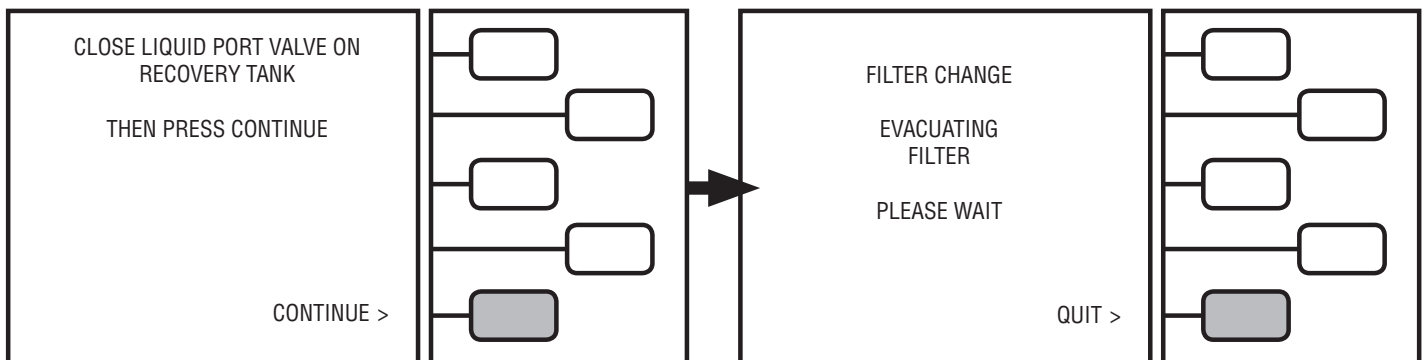 CLOSE LIQUID PORT VALVE ON
RECOVERY TANK
THEN PRESS CONTINUE
CONTINUE >
FILTER CHANGE
EVACUATING
FILTER
PLEASE WAIT
QUIT >